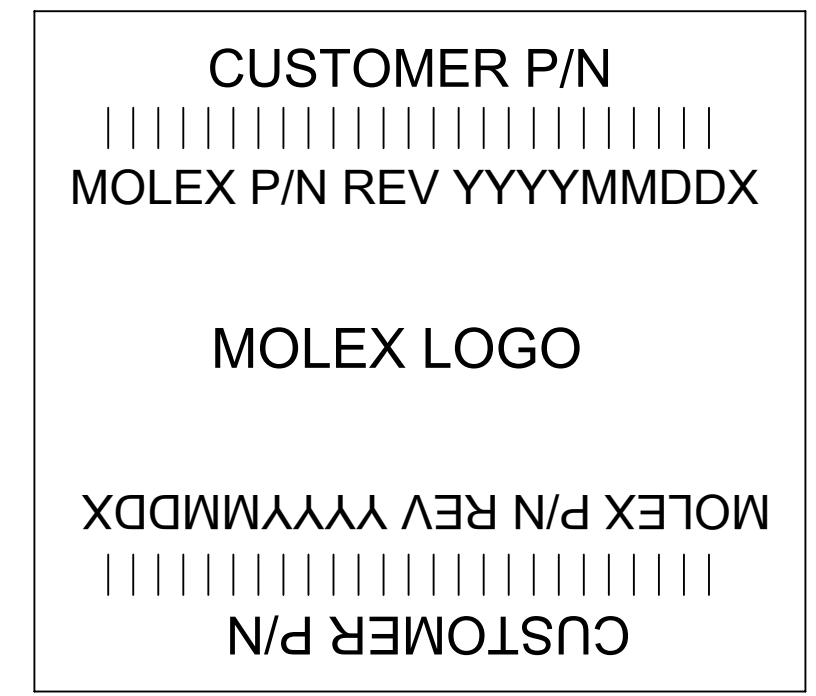 CUSTOMER P/N
MOLEX P/N REV YYYYMMDDX
MOLEX LOGO
MOLEX P/N REV YYYYMMDDX
CUSTOMER P/N